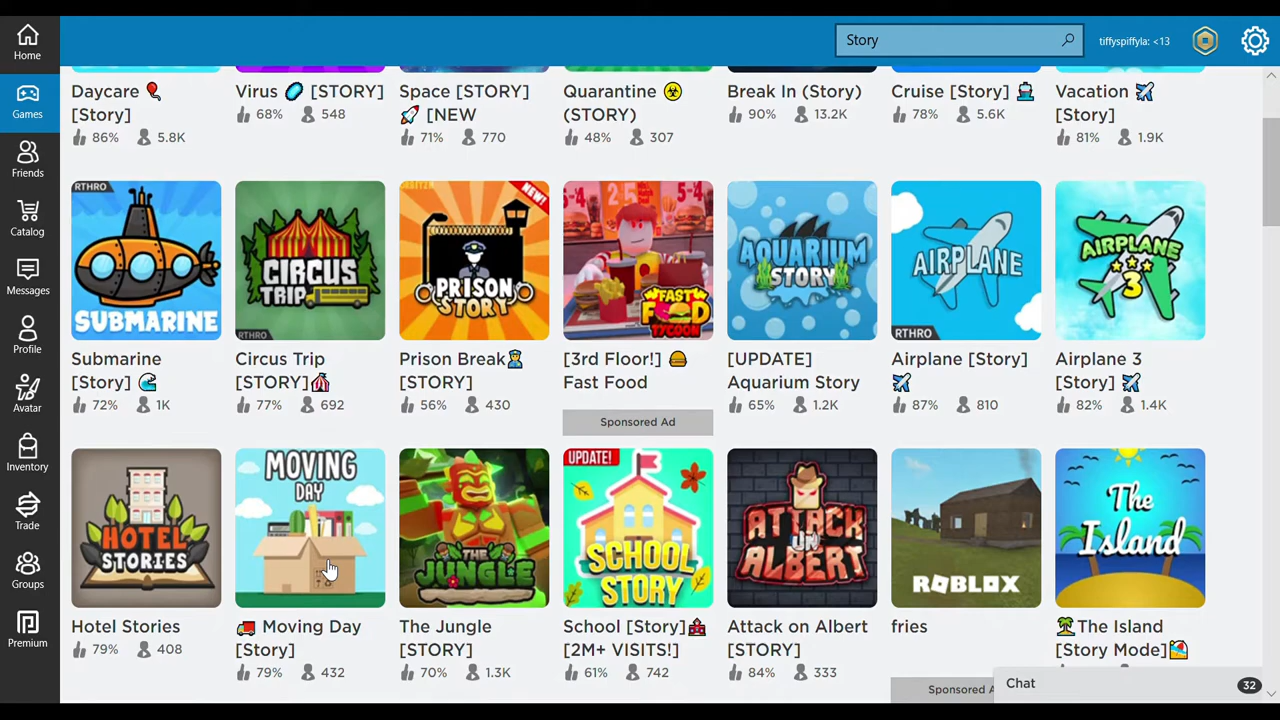 Story
tiffyspiffyla: <13
Home
Games
Friends
Catalog
Messages
Profile
Avatar
Inventory
Trade
Groups
Premium
Daycare 🎈
[Story]
86% 5.8K
Virus 🦠 [STORY]
68% 548
Space [STORY]
🚀 [NEW
71% 770
Quarantine ☣️
(STORY)
48% 307
Break In (Story)
90% 13.2K
Cruise [Story] 🛳️
78% 5.6K
Vacation ✈️
[Story]
81% 1.9K
RTHRO
SUBMARINE
Submarine
[Story] 🌊
72% 1K
CIRCUS
TRIP
RTHRO
Circus Trip
[STORY]🎪
77% 692
NEW!
PRISON
STORY
Prison Break👮
[STORY]
56% 430
5-4
5-4
FAST
FOOD
TYCOON
[3rd Floor!] 🍔
Fast Food
Sponsored Ad
AQUARIUM
STORY
[UPDATE]
Aquarium Story
65% 1.2K
AIRPLANE
RTHRO
Airplane [Story]
✈️
87% 810
AIRPLANE
3
Airplane 3
[Story] ✈️
82% 1.4K
HOTEL
STORIES
Hotel Stories
79% 408
MOVING
DAY
🚚 Moving Day
[Story]
79% 432
THE
JUNGLE
The Jungle
[STORY]
70% 1.3K
UPDATE!
SCHOOL
STORY
School [Story]🏫
[2M+ VISITS!]
61% 742
ATTACK
ON
ALBERT
Attack on Albert
[STORY]
84% 333
ROBLOX
fries
Sponsored A
The
Island
🏝️The Island
[Story Mode]🏖️
Chat
32